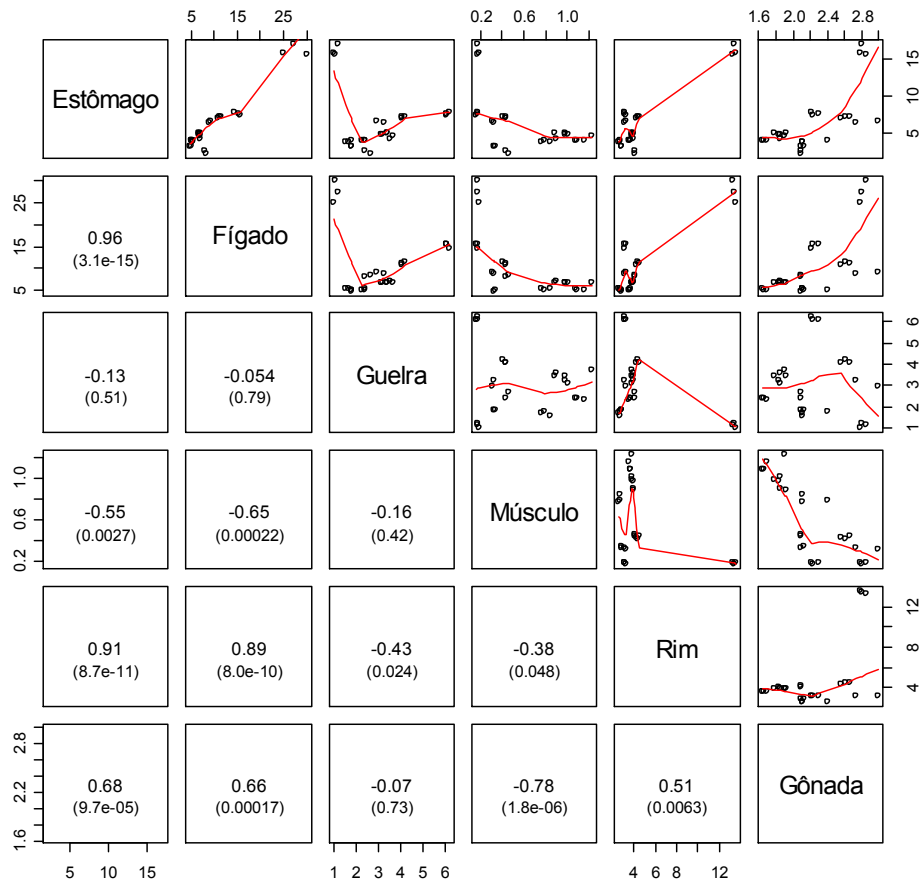 5 15 25
0.2 0.6 1.0
1.6 2.0 2.4 2.8
Estômago
5 10 15
5 15 25
0.96
(3.1e-15)
Fígado
-0.13
(0.51)
-0.054
(0.79)
Guelra
1 2 3 4 5 6
0.2 0.6 1.0
-0.55
(0.0027)
-0.65
(0.00022)
-0.16
(0.42)
Músculo
0.91
(8.7e-11)
0.89
(8.0e-10)
-0.43
(0.024)
-0.38
(0.048)
Rim
4 8 12
1.6 2.2 2.8
0.68
(9.7e-05)
0.66
(0.00017)
-0.07
(0.73)
-0.78
(1.8e-06)
0.51
(0.0063)
Gônada
5 10 15
1 2 3 4 5 6
4 6 8 12